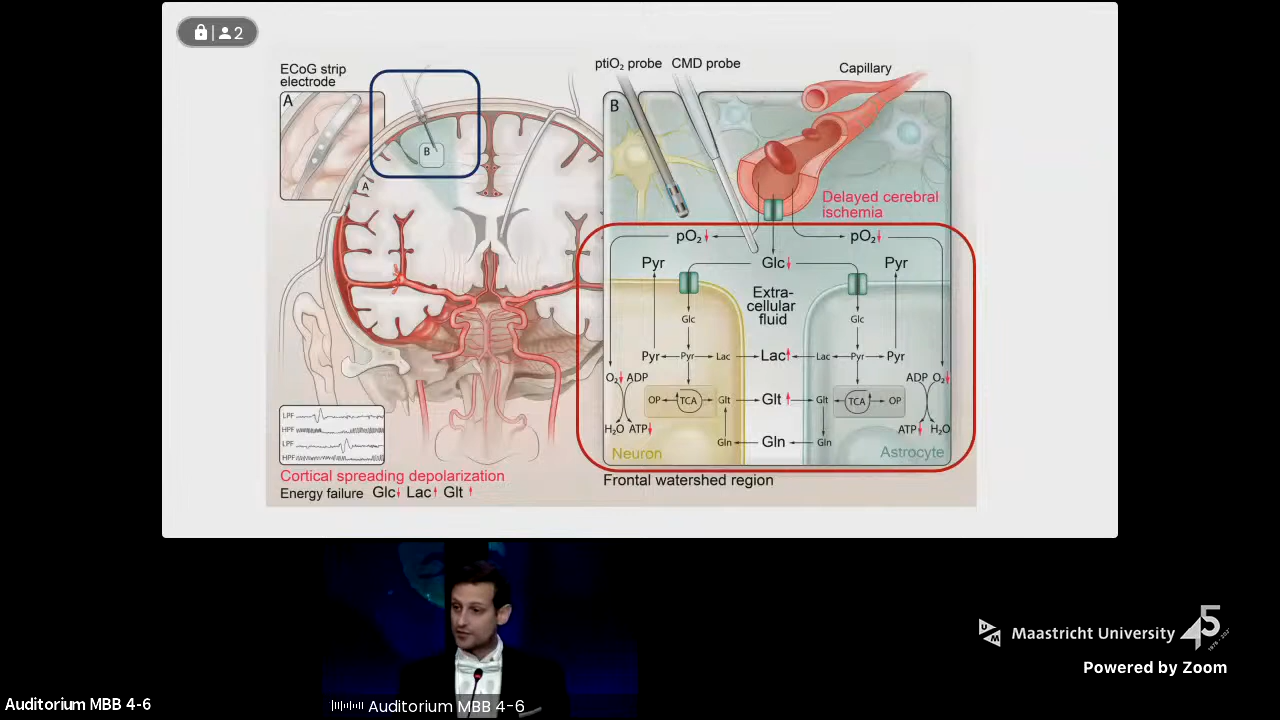 2
ECoG strip
electrode
A
B
A
LPF
HPF
LPF
HPF
Cortical spreading depolarization
Energy failure Glc Lac Glt
ptiO₂ probe
CMD probe
Capillary
B
Delayed cerebral
ischemia
pO₂
pO₂
Pyr
Glc
Pyr
Extra-
cellular
fluid
Glc
Glc
Pyr Pyr Lac Lac Lac Pyr Pyr
O₂ ADP
ADP O₂
OP TCA Glt Glt Glt TCA OP
H₂O ATP
ATP H₂O
Gln Gln Gln
Neuron
Astrocyte
Frontal watershed region
Maastricht University
45
Powered by Zoom
Auditorium MBB 4-6
Auditorium MBB 4-6